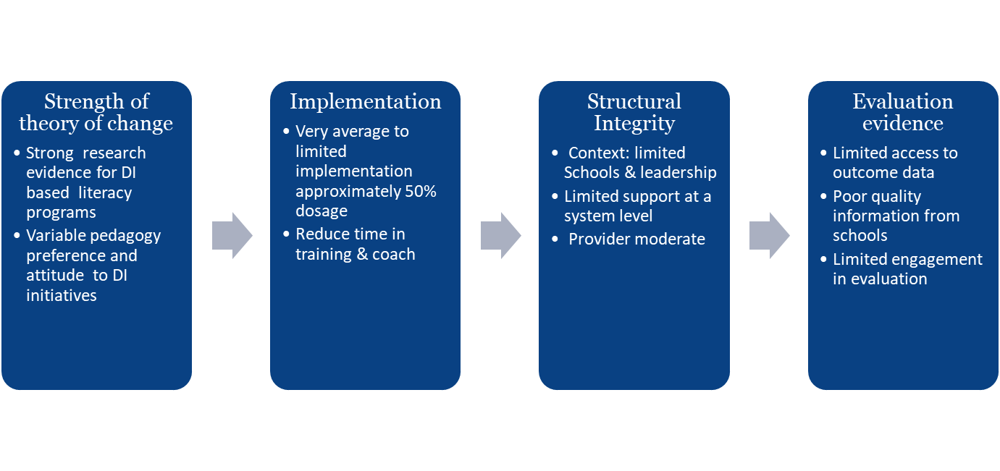 Strength of
theory of change
• Strong  research
evidence for DI
based  literacy
programs
• Variable pedagogy
preference and
attitude  to DI
initiatives
Implementation
• Very average to
limited
implementation
approximately 50%
dosage
• Reduce time in
training & coach
Structural
Integrity
•  Context: limited
Schools & leadership
• Limited support at a
system level
•  Provider moderate
Evaluation
evidence
• Limited access to
outcome data
• Poor quality
information from
schools
• Limited engagement
in evaluation